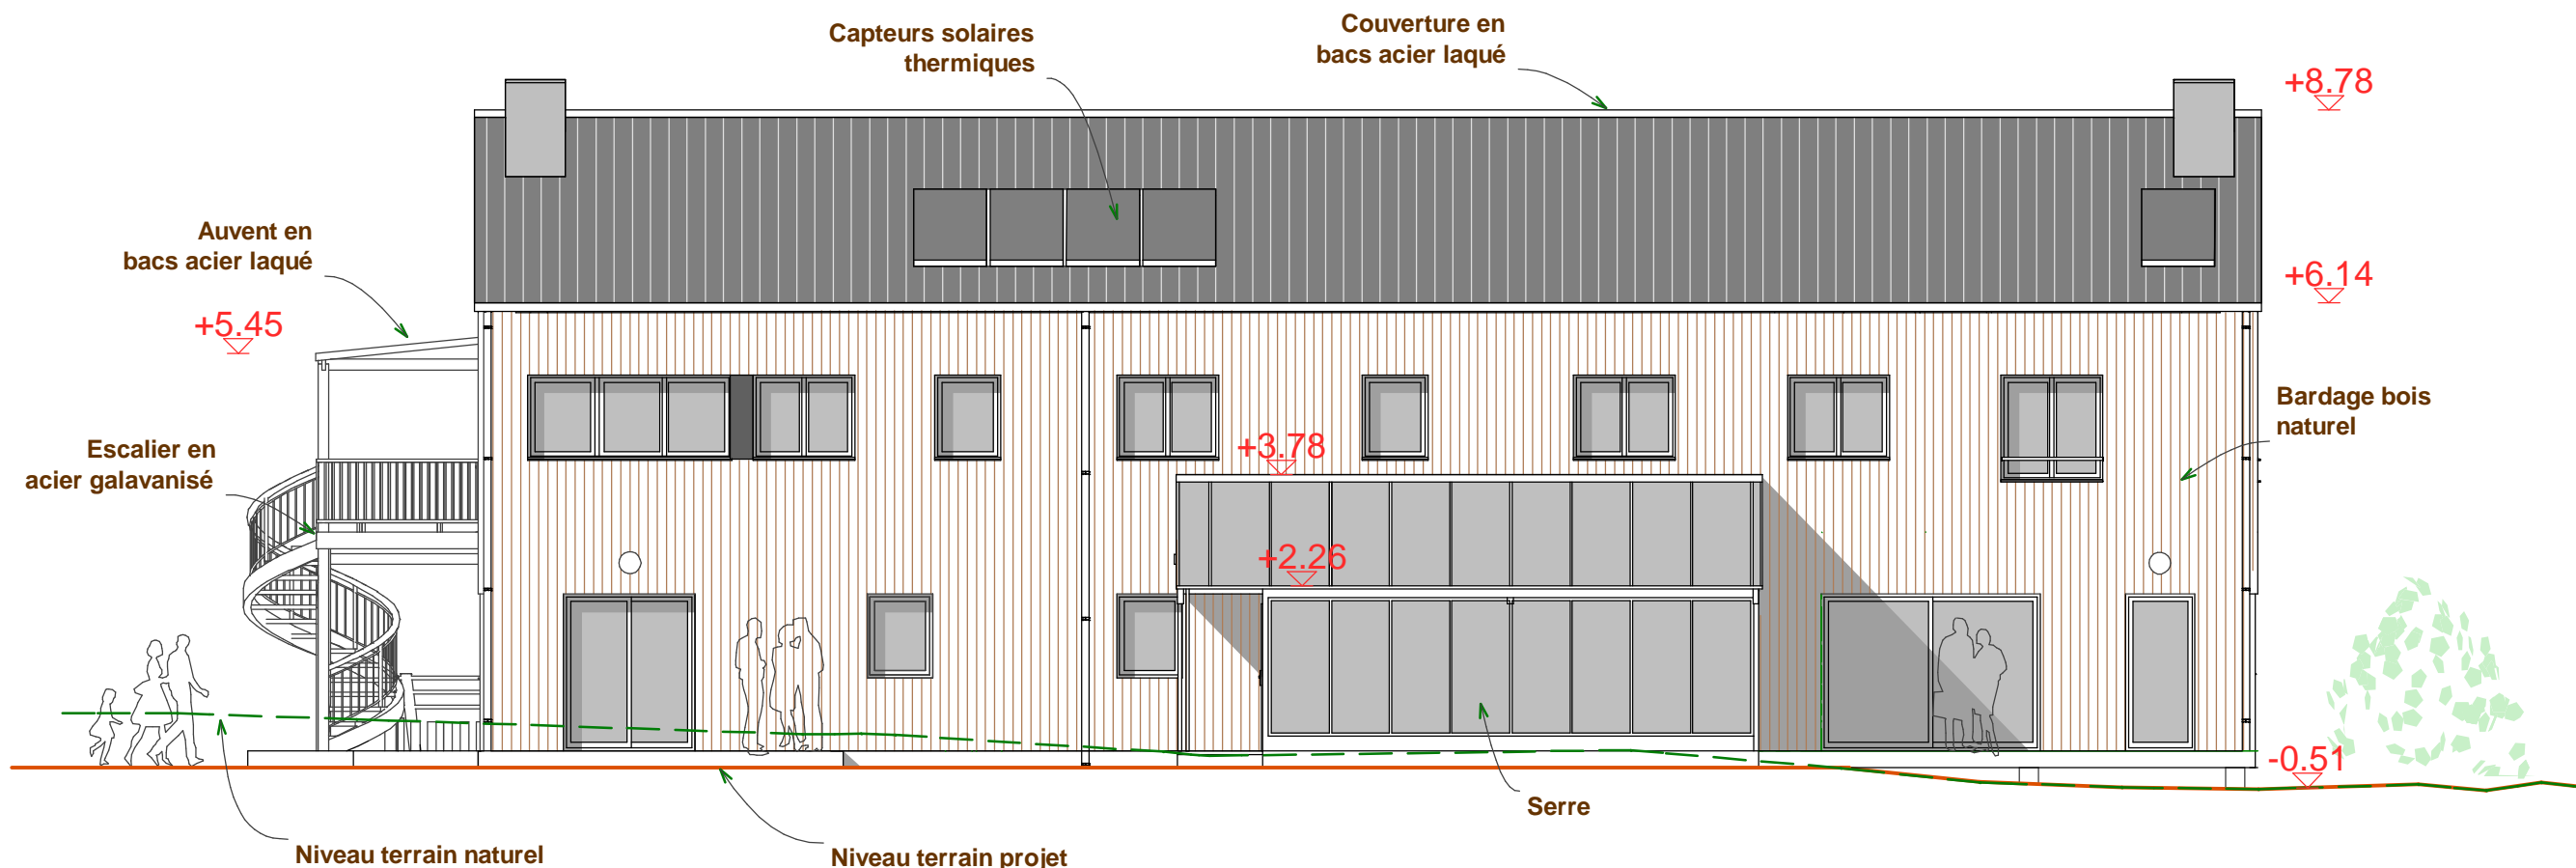 Couverture en
bacs acier laqué
Capteurs solaires
thermiques
+8.78
Auvent en
bacs acier laqué
+6.14
+5.45
Bardage bois
naturel
Escalier en
acier galavanisé
+3.78
+2.26
-0.51
Serre
Niveau terrain naturel
Niveau terrain projet